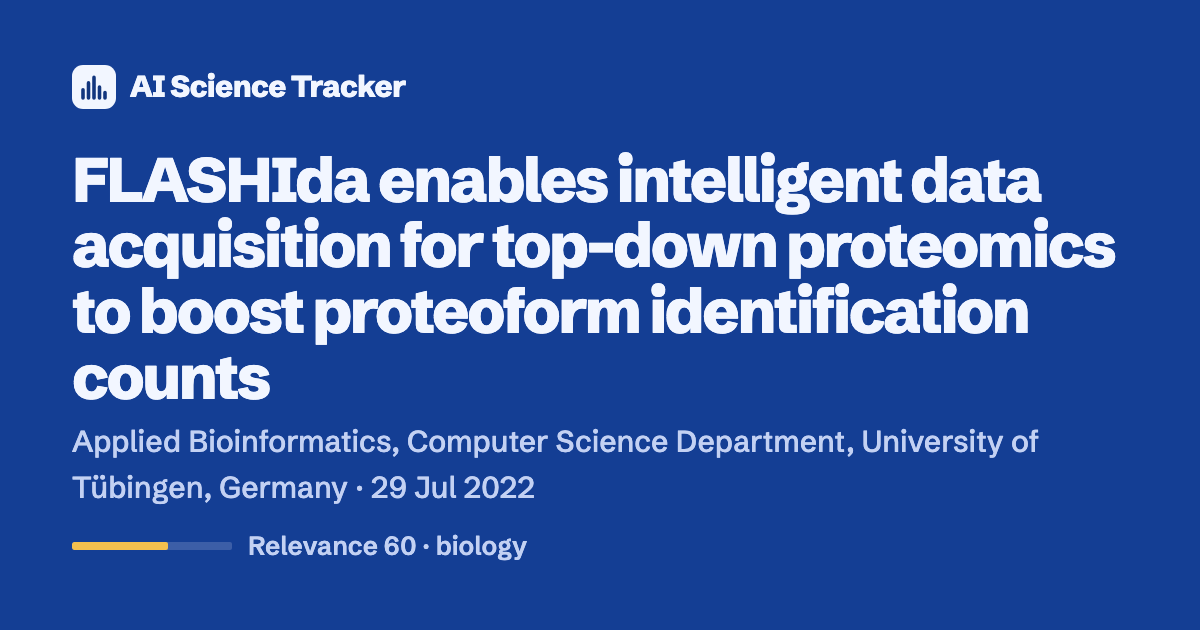 AI Science Tracker
FLASHIda enables intelligent data
acquisition for top-down proteomics
to boost proteoform identification
counts
Applied Bioinformatics, Computer Science Department, University of
Tübingen, Germany · 29 Jul 2022
Relevance 60 · biology